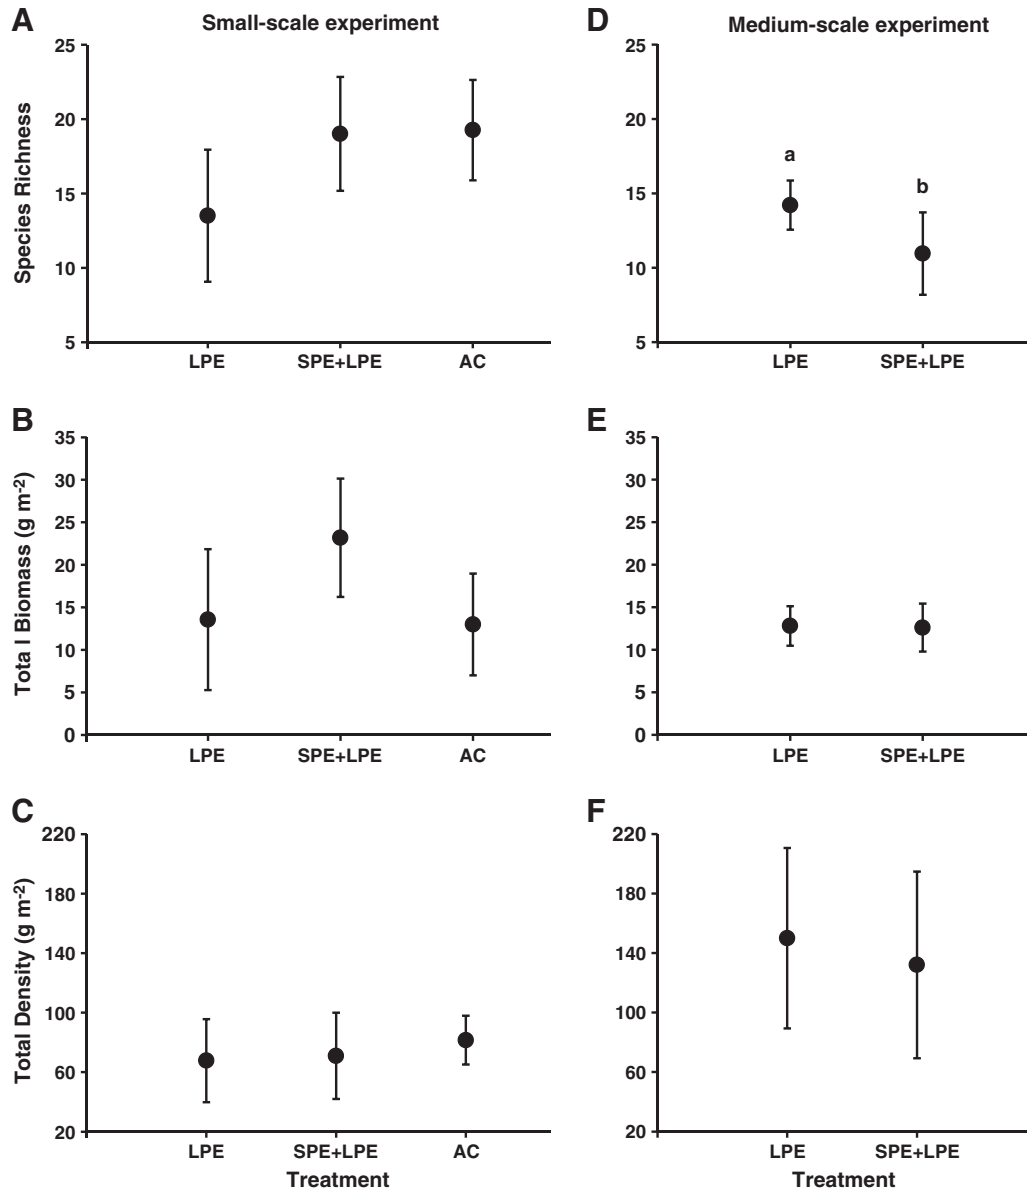 A
Small-scale experiment
25
20
15
10
5
Species Richness
LPE
SPE+LPE
AC
D
Medium-scale experiment
25
20
15
10
5
a
b
LPE
SPE+LPE
B
35
30
25
20
15
10
5
0
Tota l Biomass (g m-2)
LPE
SPE+LPE
AC
E
35
30
25
20
15
10
5
0
LPE
SPE+LPE
C
220
180
140
100
60
20
Total Density (g m-2)
LPE
SPE+LPE
AC
Treatment
F
220
180
140
100
60
20
LPE
SPE+LPE
Treatment